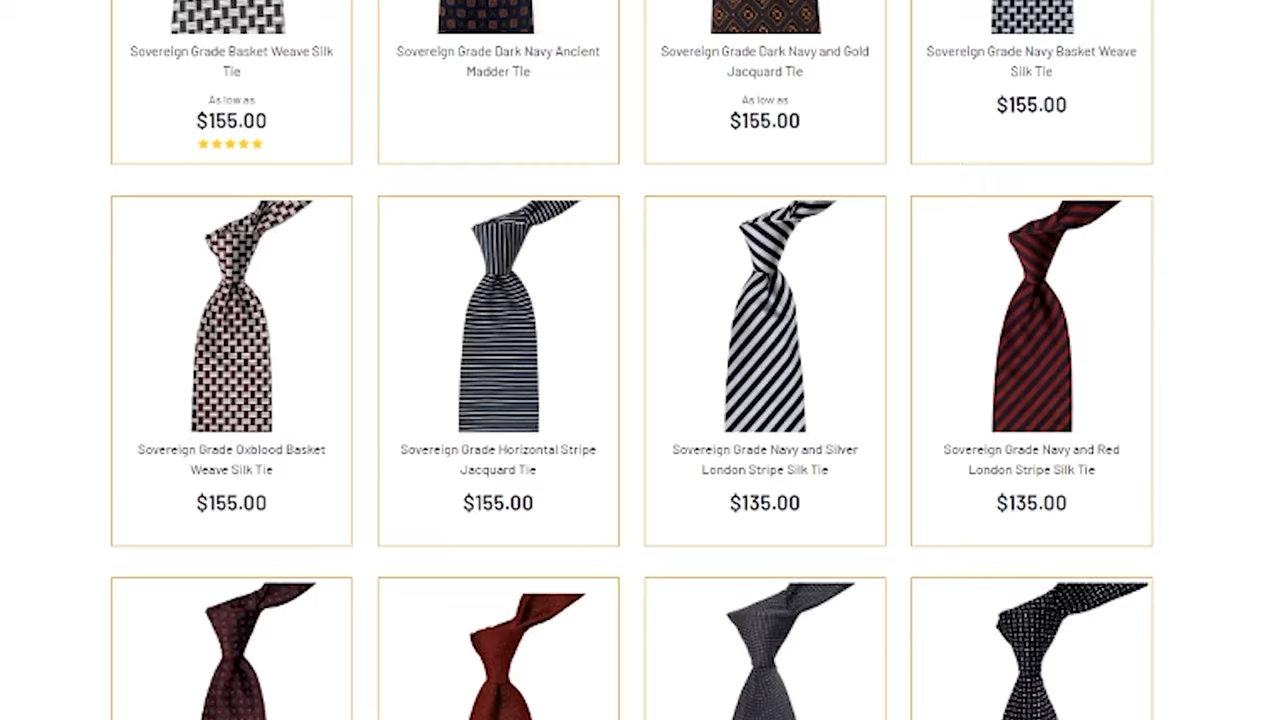 Sovereign Grade Basket Weave Silk
Tie
As low as
$155.00
Sovereign Grade Dark Navy Ancient
Madder Tie
Sovereign Grade Dark Navy and Gold
Jacquard Tie
As low as
$155.00
Sovereign Grade Navy Basket Weave
Silk Tie
$155.00
Sovereign Grade Oxblood Basket
Weave Silk Tie
$155.00
Sovereign Grade Horizontal Stripe
Jacquard Tie
$155.00
Sovereign Grade Navy and Silver
London Stripe Silk Tie
$135.00
Sovereign Grade Navy and Red
London Stripe Silk Tie
$135.00